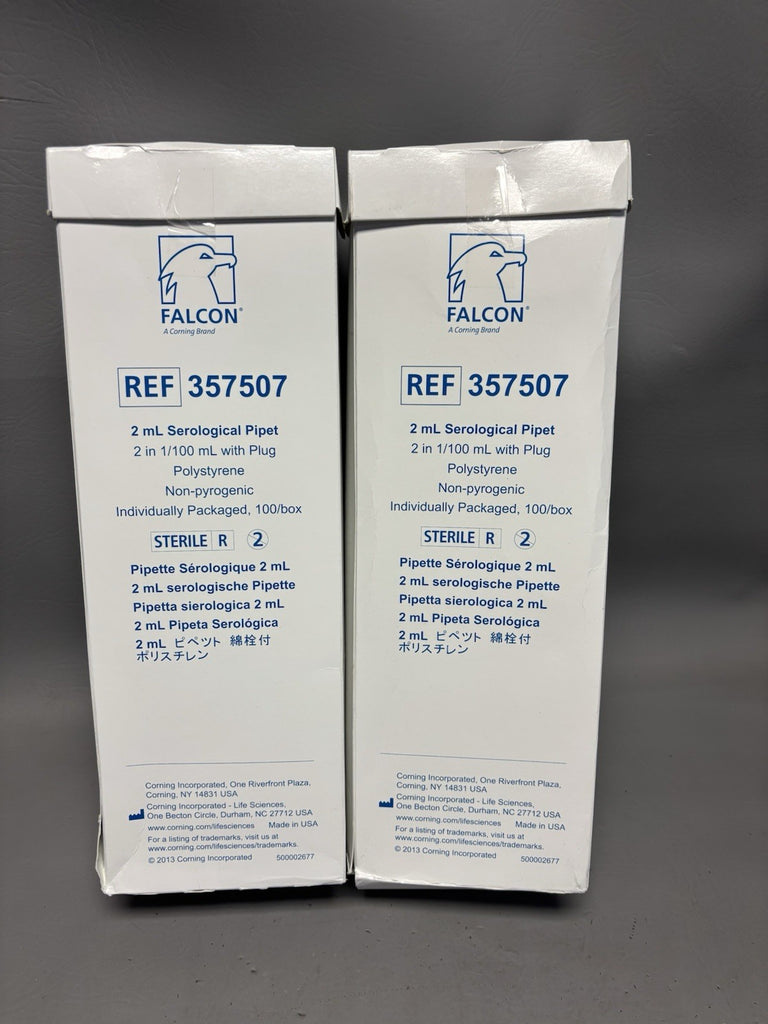 FALCON®
A Corning Brand
REF 357507
2 mL Serological Pipet
2 in 1/100 mL with Plug
Polystyrene
Non-pyrogenic
Individually Packaged, 100/box
STERILE R 2
Pipette Sérologique 2 mL
2 mL serologische Pipette
Pipetta sierologica 2 mL
2 mL Pipeta Serológica
2 mL ピペット 綿栓付
ポリスチレン
Corning Incorporated, One Riverfront Plaza,
Corning, NY 14831 USA
Corning Incorporated - Life Sciences,
One Becton Circle, Durham, NC 27712 USA
www.corning.com/lifesciences Made in USA
For a listing of trademarks, visit us at
www.corning.com/lifesciences/trademarks.
© 2013 Corning Incorporated 500002677
FALCON®
A Corning Brand
REF 357507
2 mL Serological Pipet
2 in 1/100 mL with Plug
Polystyrene
Non-pyrogenic
Individually Packaged, 100/box
STERILE R 2
Pipette Sérologique 2 mL
2 mL serologische Pipette
Pipetta sierologica 2 mL
2 mL Pipeta Serológica
2 mL ピペット 綿栓付
ポリスチレン
Corning Incorporated, One Riverfront Plaza,
Corning, NY 14831 USA
Corning Incorporated - Life Sciences,
One Becton Circle, Durham, NC 27712 USA
www.corning.com/lifesciences Made in USA
For a listing of trademarks, visit us at
www.corning.com/lifesciences/trademarks.
© 2013 Corning Incorporated 500002677